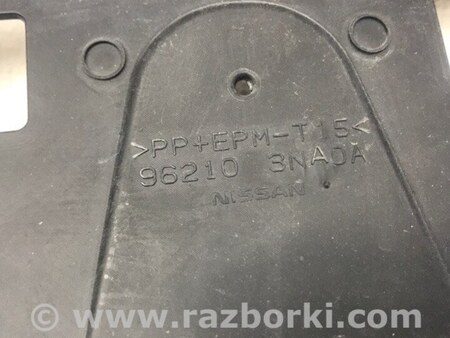 >PP+EPM-T15<
96210 3NA0A
NISSAN
© www.razborki.com